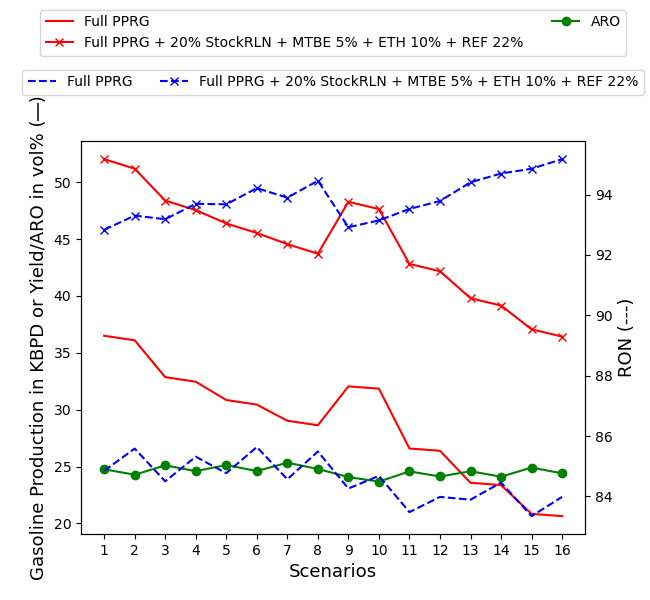 Full PPRG
ARO
Full PPRG + 20% StockRLN + MTBE 5% + ETH 10% + REF 22%
Full PPRG
Full PPRG + 20% StockRLN + MTBE 5% + ETH 10% + REF 22%
Gasoline Production in KBPD or Yield/ARO in vol% (—)
50
45
40
35
30
25
20
94
92
90
88
86
84
RON (---)
1 2 3 4 5 6 7 8 9 10 11 12 13 14 15 16
Scenarios